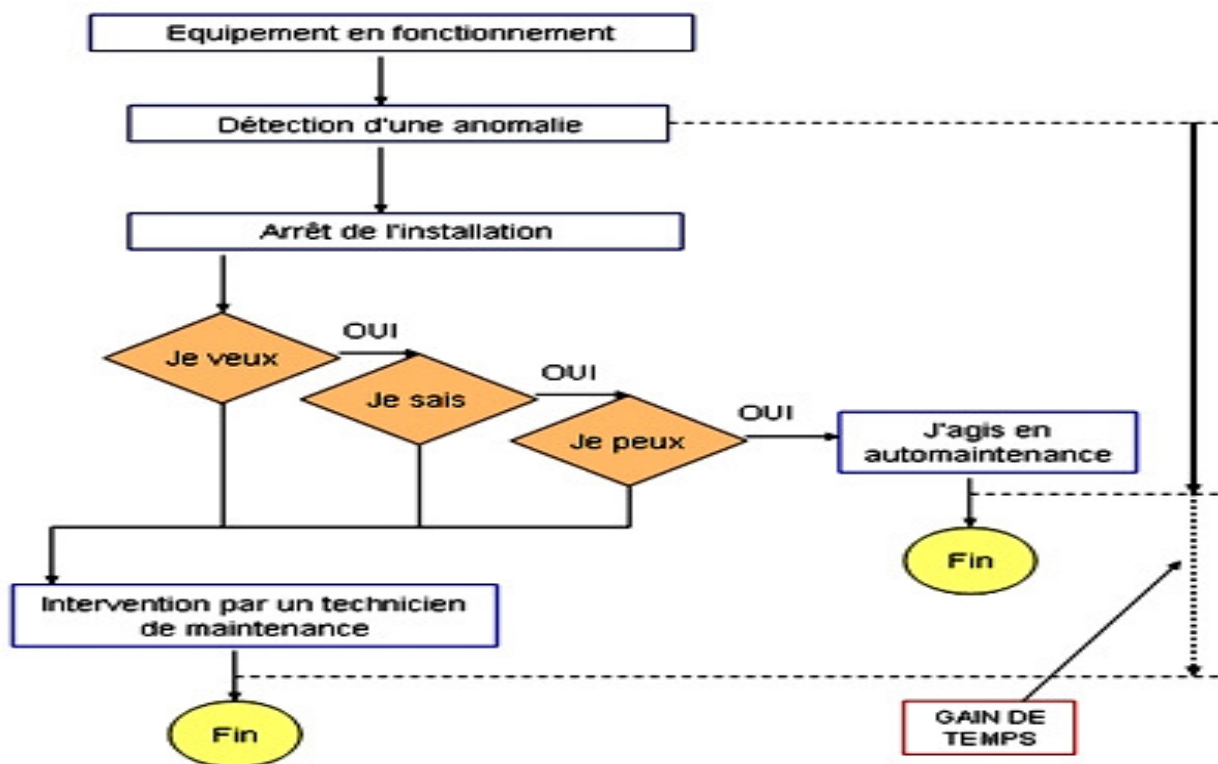 Equipement en fonctionnement
Détection d'une anomalie
Arrêt de l'installation
Je veux
OUI
Je sais
OUI
Je peux
OUI
J'agis en
automaintenance
Fin
Intervention par un technicien
de maintenance
Fin
GAIN DE
TEMPS